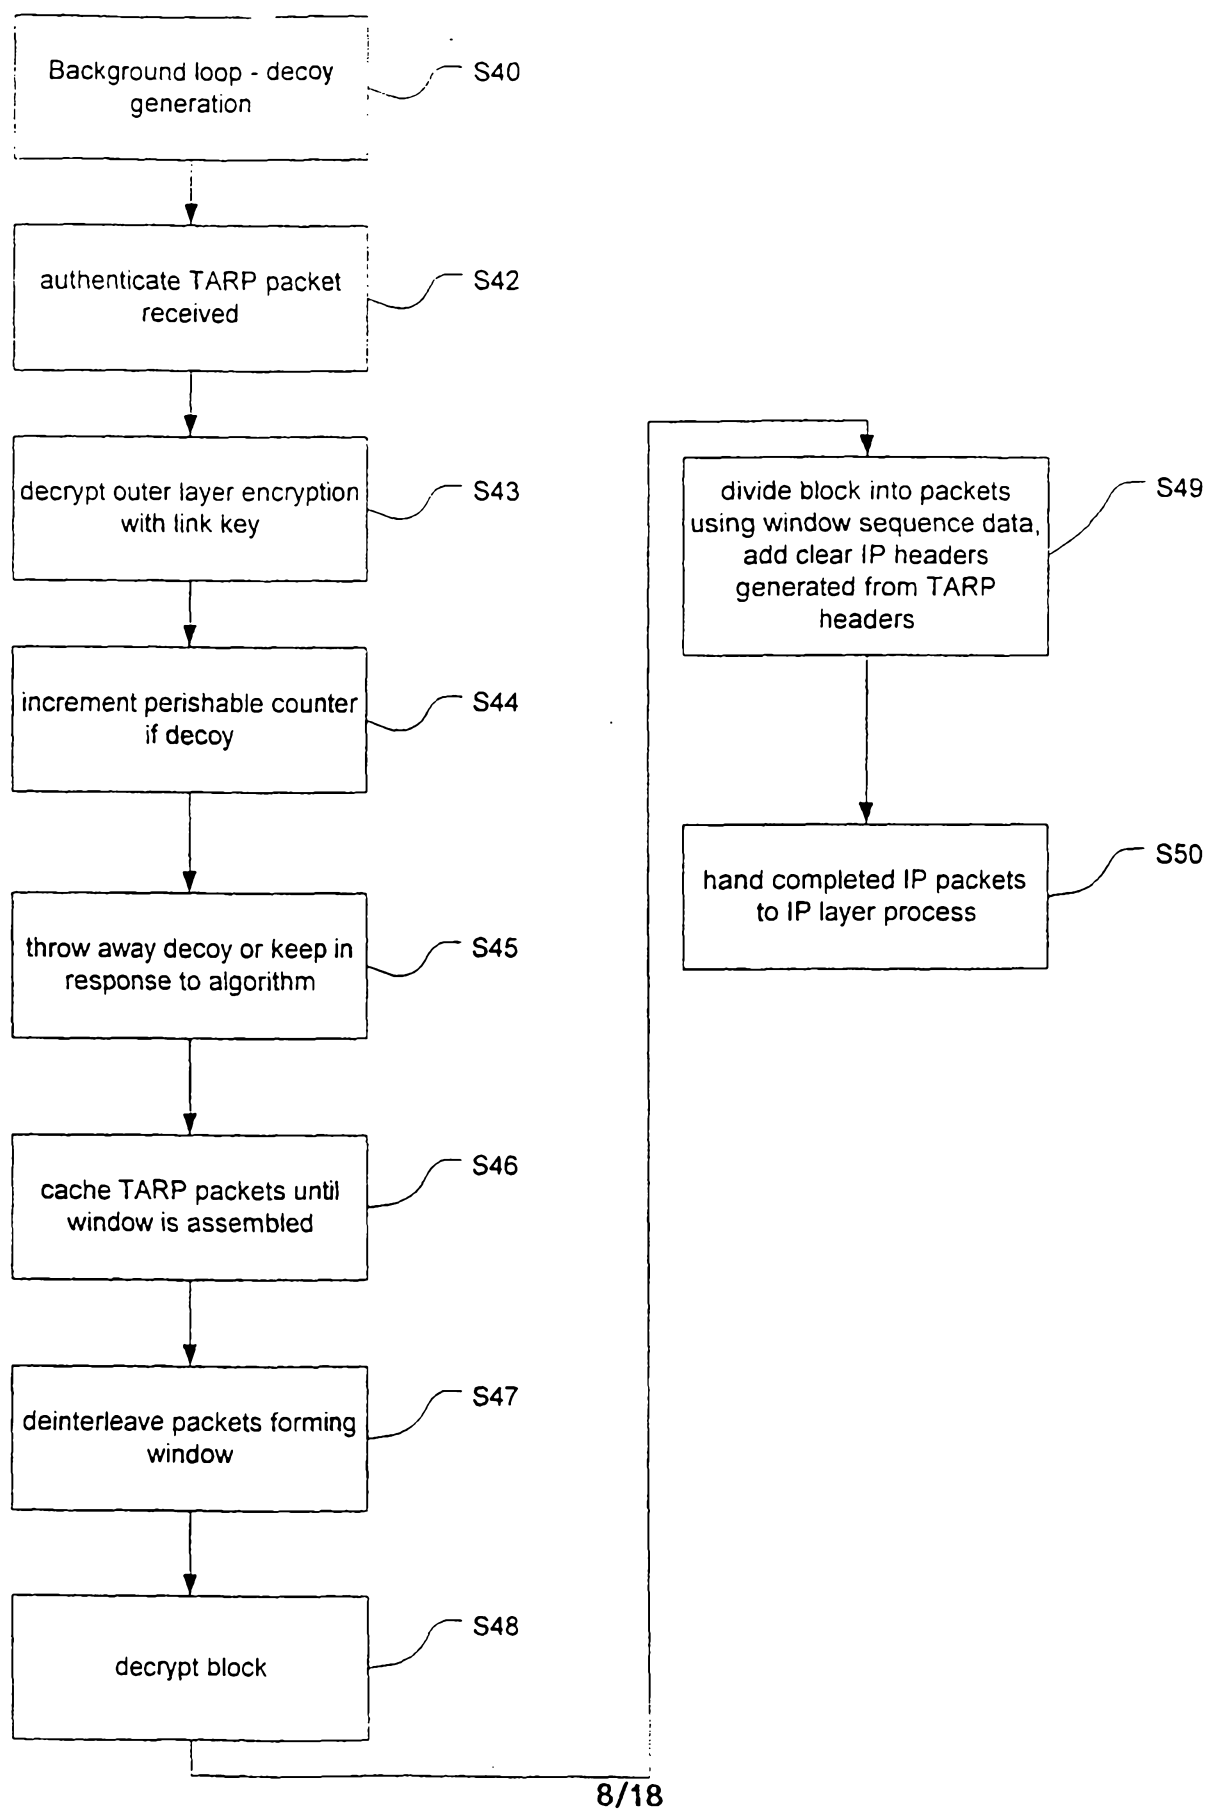 Background loop - decoy
generation
S40
authenticate TARP packet
received
S42
decrypt outer layer encryption
with link key
S43
increment perishable counter
if decoy
S44
throw away decoy or keep in
response to algorithm
S45
cache TARP packets until
window is assembled
S46
deinterleave packets forming
window
S47
decrypt block
S48
divide block into packets
using window sequence data,
add clear IP headers
generated from TARP
headers
S49
hand completed IP packets
to IP layer process
S50
8/18